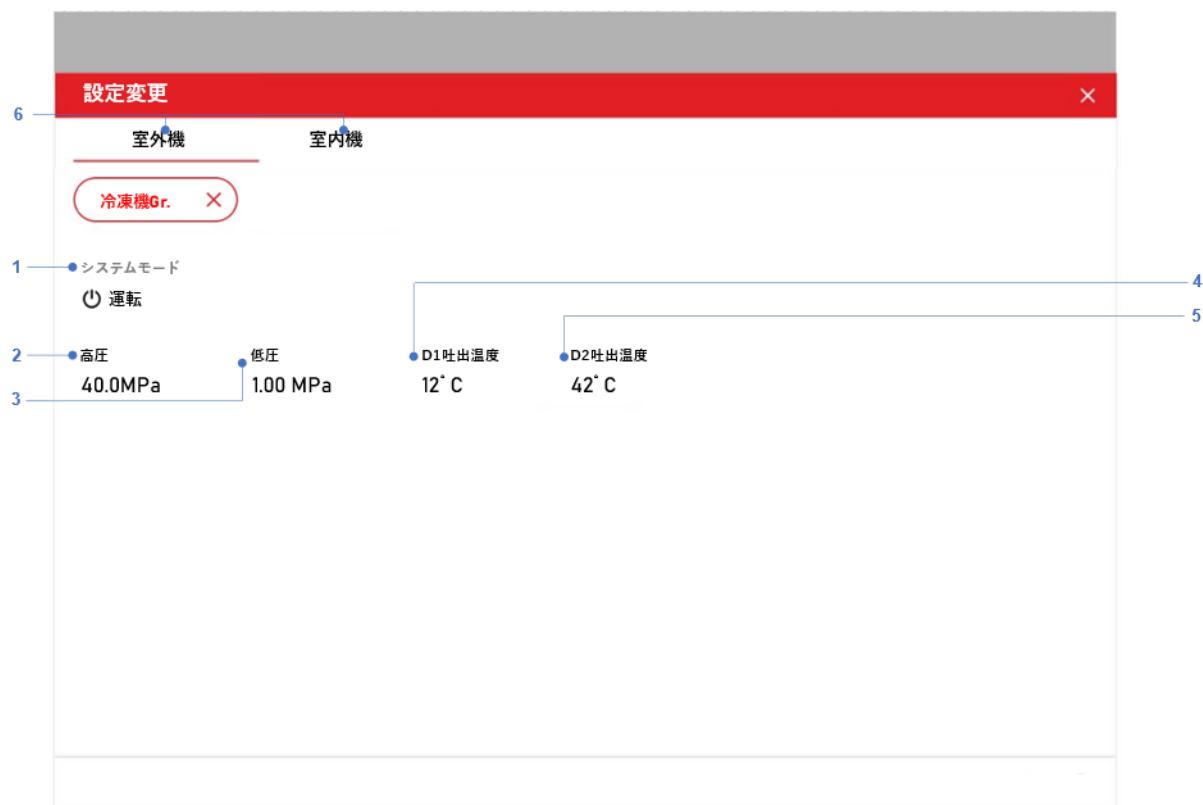 設定変更 ×
6
室外機 室内機
冷凍機Gr. ×
1 システムモード
運転
4
5
2 高圧 低圧 D1吐出温度 D2吐出温度
40.0MPa 1.00 MPa 12°C 42°C
3